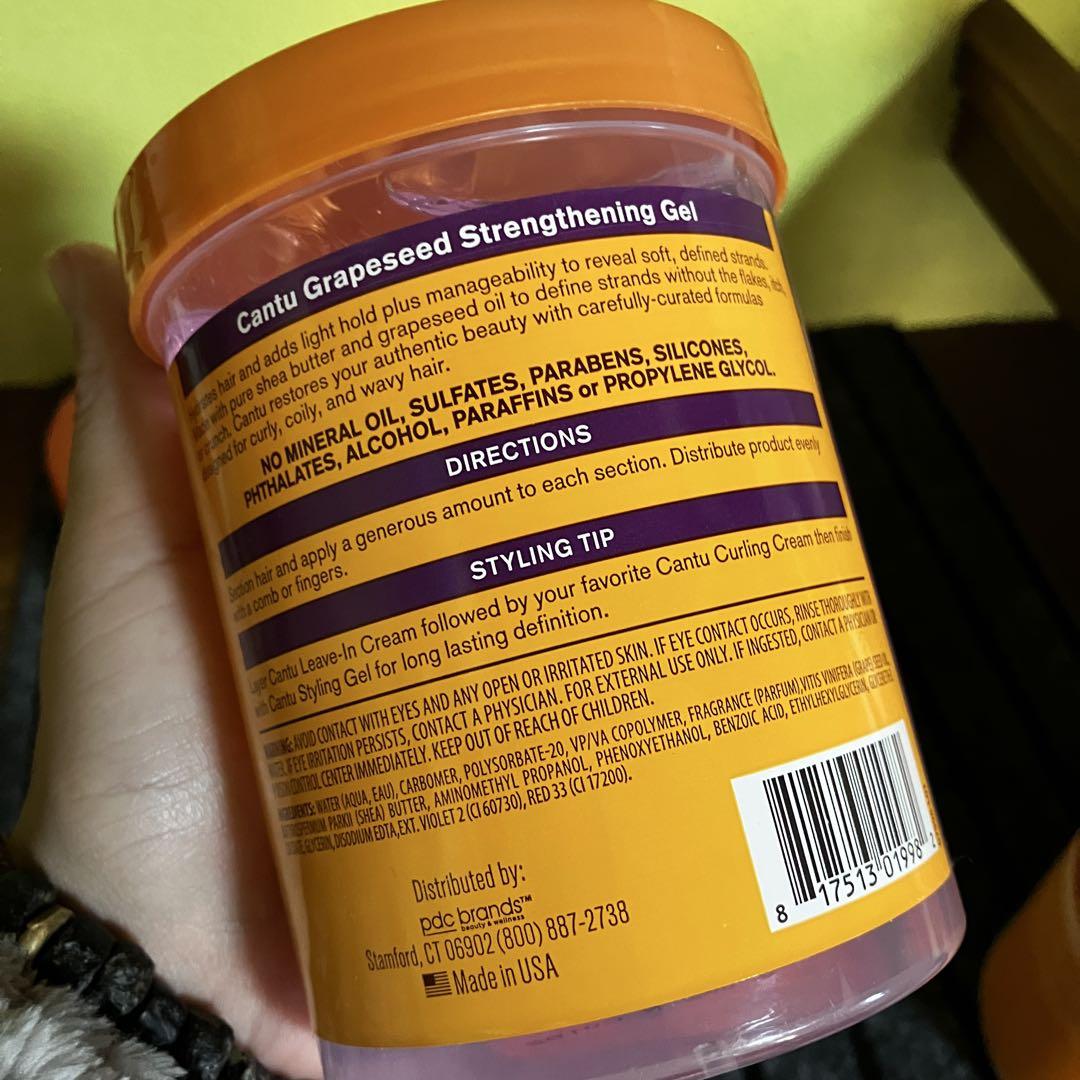 Cantu Grapeseed Strengthening Gel
hair and adds light hold plus manageability to reveal soft, defined strands.
with pure shea butter and grapeseed oil to define strands without the flakes, itch,
Cantu restores your authentic beauty with carefully-curated formulas
designed for curly, coily, and wavy hair.
NO MINERAL OIL, SULFATES, PARABENS, SILICONES,
PHTHALATES, ALCOHOL, PARAFFINS or PROPYLENE GLYCOL.
DIRECTIONS
Section hair and apply a generous amount to each section. Distribute product evenly
with a comb or fingers.
STYLING TIP
Layer Cantu Leave-In Cream followed by your favorite Cantu Curling Cream then finish
with Cantu Styling Gel for long lasting definition.
WARNING: AVOID CONTACT WITH EYES AND ANY OPEN OR IRRITATED SKIN. IF EYE CONTACT OCCURS, RINSE THOROUGHLY WITH
WATER. IF EYE IRRITATION PERSISTS, CONTACT A PHYSICIAN. FOR EXTERNAL USE ONLY. IF INGESTED, CONTACT A PHYSICIAN OR
POISON CONTROL CENTER IMMEDIATELY. KEEP OUT OF REACH OF CHILDREN.
INGREDIENTS: WATER (AQUA, EAU), CARBOMER, POLYSORBATE-20, VP/VA COPOLYMER, FRAGRANCE (PARFUM), VITIS VINIFERA (GRAPE) SEED OIL,
PARKII (SHEA) BUTTER, AMINOMETHYL PROPANOL, PHENOXYETHANOL, BENZOIC ACID, ETHYLHEXYLGLYCERIN,
GLYCERIN, DISODIUM EDTA, EXT. VIOLET 2 (CI 60730), RED 33 (CI 17200).
Distributed by:
pdc brands™
beauty & wellness
Stamford, CT 06902 (800) 887-2738
Made in USA
8 17513 01998 2